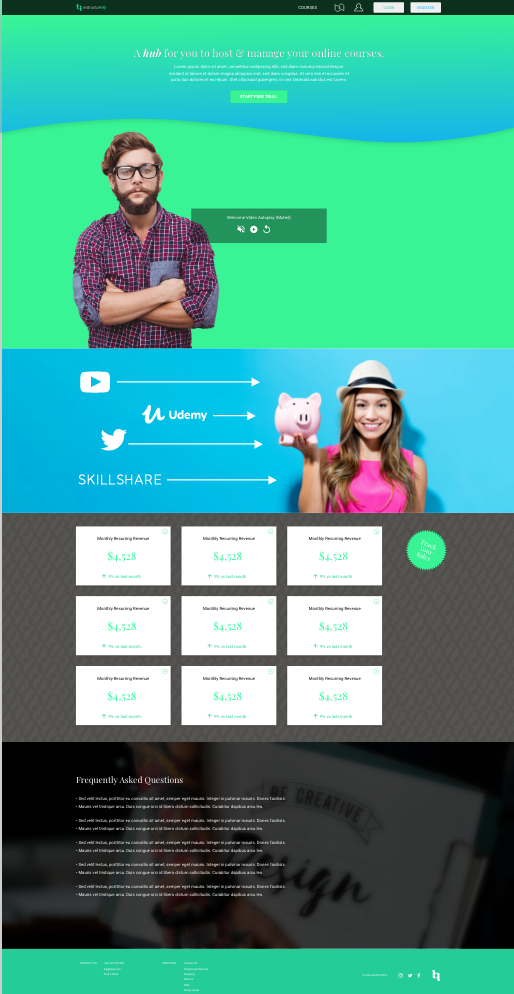 COURSES
LOGIN
REGISTER
A hub for you to host & manage your online courses.
Lorem ipsum dolor sit amet, consetetur sadipscing elitr, sed diam nonumy eirmod tempor
invidunt ut labore et dolore magna aliquyam erat, sed diam voluptua. At vero eos et accusam et
justo duo dolores et ea rebum. Stet clita kasd gubergren, no sea takimata sanctus est Lorem.
START FREE TRIAL
Welcome Video Autoplay (Muted)
Udemy
SKILLSHARE
Monthly Recurring Revenue
$4,528
9% vs last month
Monthly Recurring Revenue
$4,528
9% vs last month
Monthly Recurring Revenue
$4,528
9% vs last month
Track
Your
Sales
Monthly Recurring Revenue
$4,528
9% vs last month
Monthly Recurring Revenue
$4,528
9% vs last month
Monthly Recurring Revenue
$4,528
9% vs last month
Monthly Recurring Revenue
$4,528
9% vs last month
Monthly Recurring Revenue
$4,528
9% vs last month
Monthly Recurring Revenue
$4,528
9% vs last month
Frequently Asked Questions
BE CREATIVE
• Sed velit lectus, porttitor eu convallis sit amet, semper eget mauris. Integer in pulvinar mauris. Donec facilisis.
• Mauris vel tristique arcu. Duis congue orci id libero dictum sollicitudin. Curabitur dapibus arcu leo.
• Sed velit lectus, porttitor eu convallis sit amet, semper eget mauris. Integer in pulvinar mauris. Donec facilisis.
• Mauris vel tristique arcu. Duis congue orci id libero dictum sollicitudin. Curabitur dapibus arcu leo.
• Sed velit lectus, porttitor eu convallis sit amet, semper eget mauris. Integer in pulvinar mauris. Donec facilisis.
• Mauris vel tristique arcu. Duis congue orci id libero dictum sollicitudin. Curabitur dapibus arcu leo.
• Sed velit lectus, porttitor eu convallis sit amet, semper eget mauris. Integer in pulvinar mauris. Donec facilisis.
• Mauris vel tristique arcu. Duis congue orci id libero dictum sollicitudin. Curabitur dapibus arcu leo.
• Sed velit lectus, porttitor eu convallis sit amet, semper eget mauris. Integer in pulvinar mauris. Donec facilisis.
• Mauris vel tristique arcu. Duis congue orci id libero dictum sollicitudin. Curabitur dapibus arcu leo.